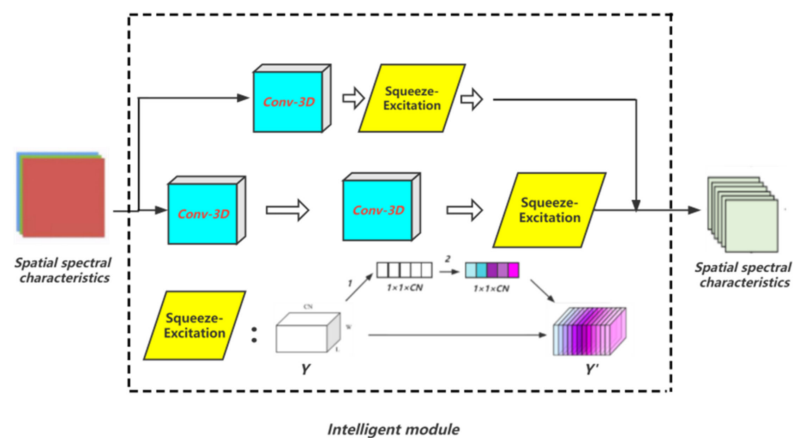 Conv-3D
Squeeze-
Excitation
Conv-3D
Conv-3D
Squeeze-
Excitation
Spatial spectral
characteristics
Spatial spectral
characteristics
1
2
1×1×CN
1×1×CN
Squeeze-
Excitation
:
CN
W
L
Y
Y'
Intelligent module